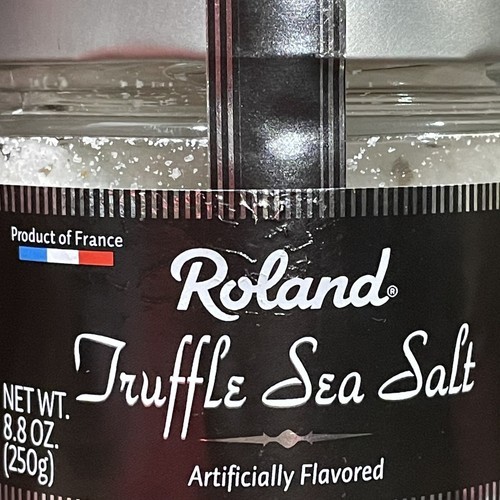 Product of France
Roland®
Truffle Sea Salt
NET WT.
8.8 OZ.
(250g)
Artificially Flavored